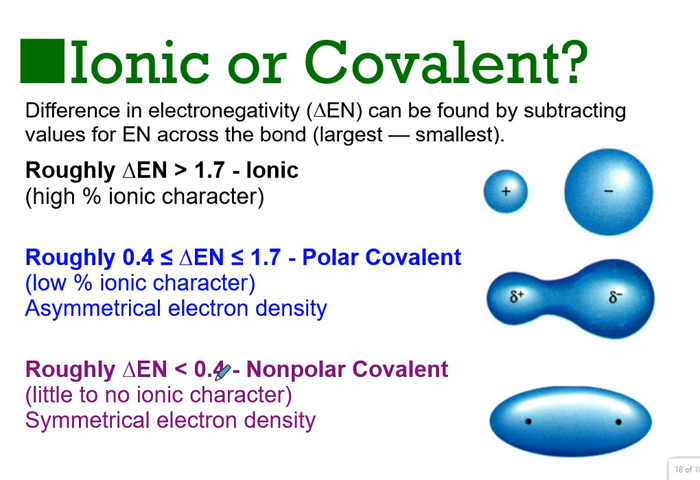 Ionic or Covalent?
Difference in electronegativity (∆EN) can be found by subtracting
values for EN across the bond (largest — smallest).
Roughly ∆EN > 1.7 - Ionic
(high % ionic character)
+ −
Roughly 0.4 ≤ ∆EN ≤ 1.7 - Polar Covalent
(low % ionic character)
δ+ δ−
Asymmetrical electron density
Roughly ∆EN < 0.4 - Nonpolar Covalent
(little to no ionic character)
Symmetrical electron density
18 of